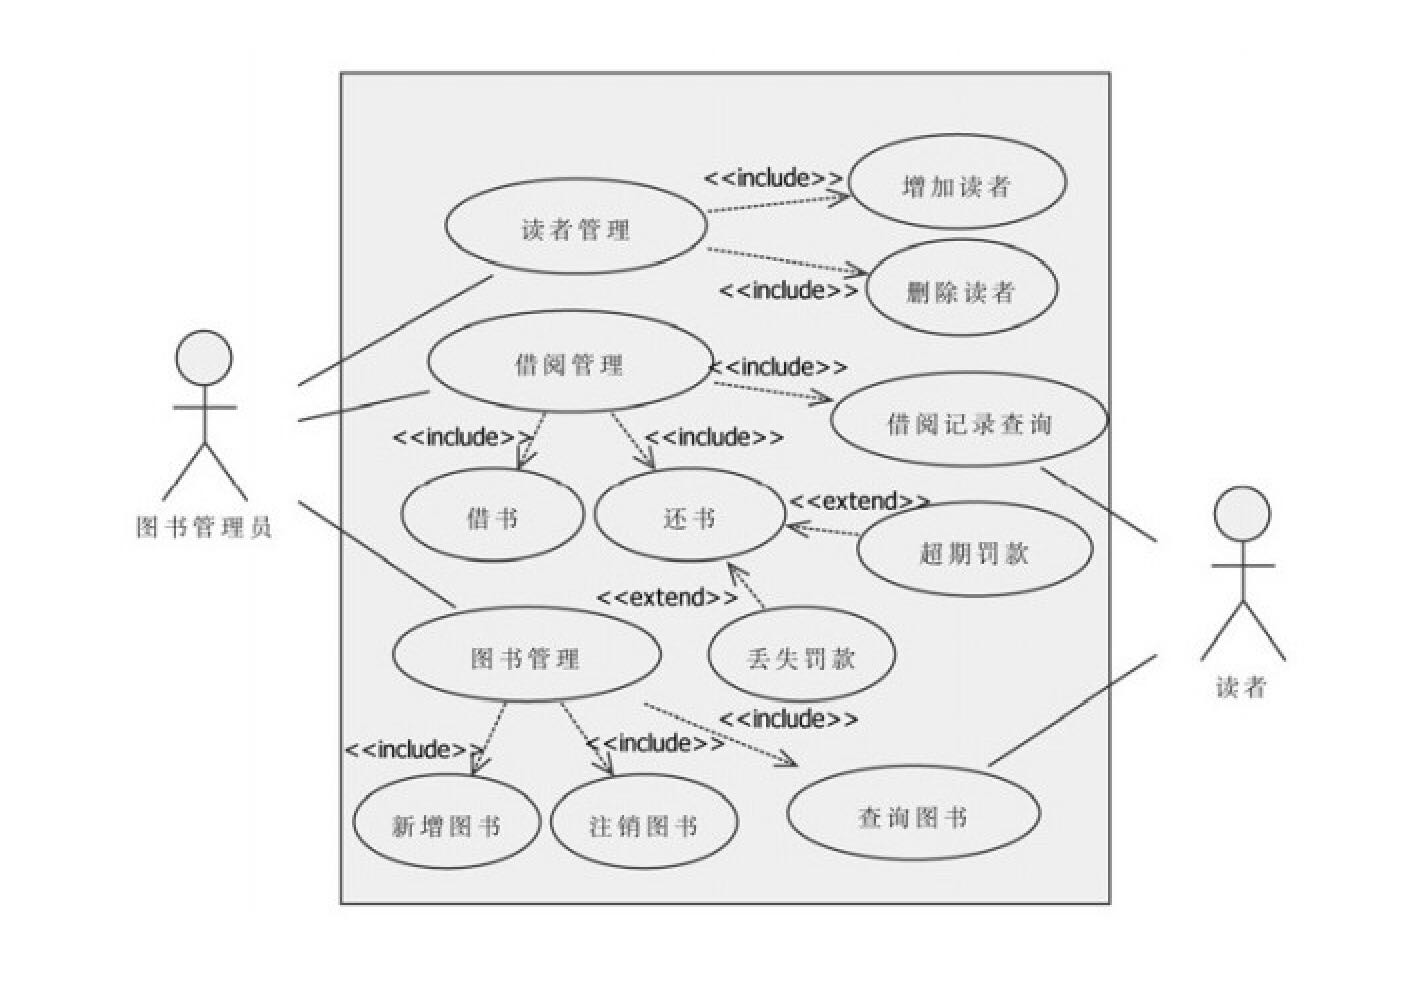 <<include>>
增加读者
读者管理
<<include>>
删除读者
借阅管理
<<include>>
借阅记录查询
<<include>>
<<include>>
借书
还书
<<extend>>
超期罚款
图书管理员
<<extend>>
图书管理
丢失罚款
读者
<<include>>
<<include>>
<<include>>
新增图书
注销图书
查询图书